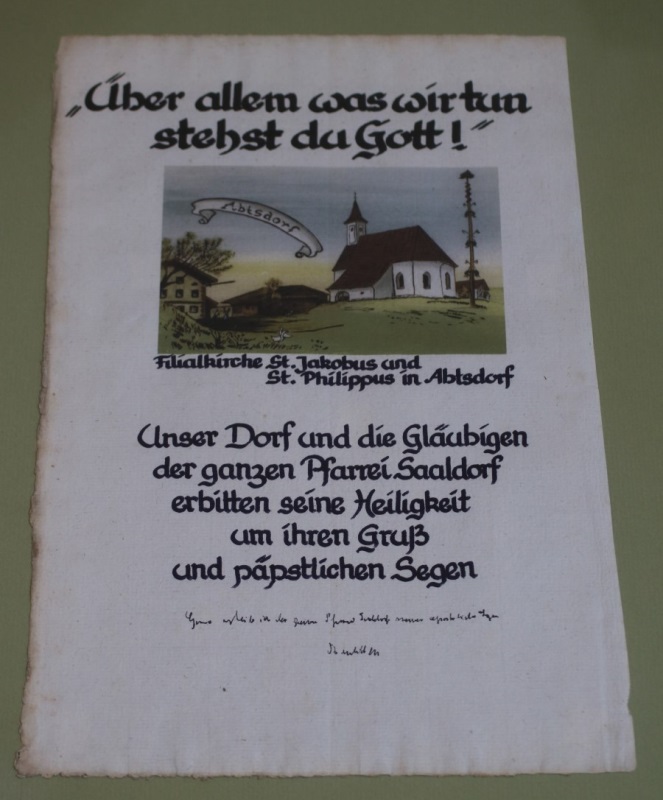 „Über allem was wir tun
stehst du Gott!“
Abtsdorf
Filialkirche St. Jakobus und
St. Philippus in Abtsdorf
Unser Dorf und die Gläubigen
der ganzen Pfarrei Saaldorf
erbitten seine Heiligkeit
um ihren Gruß
und päpstlichen Segen